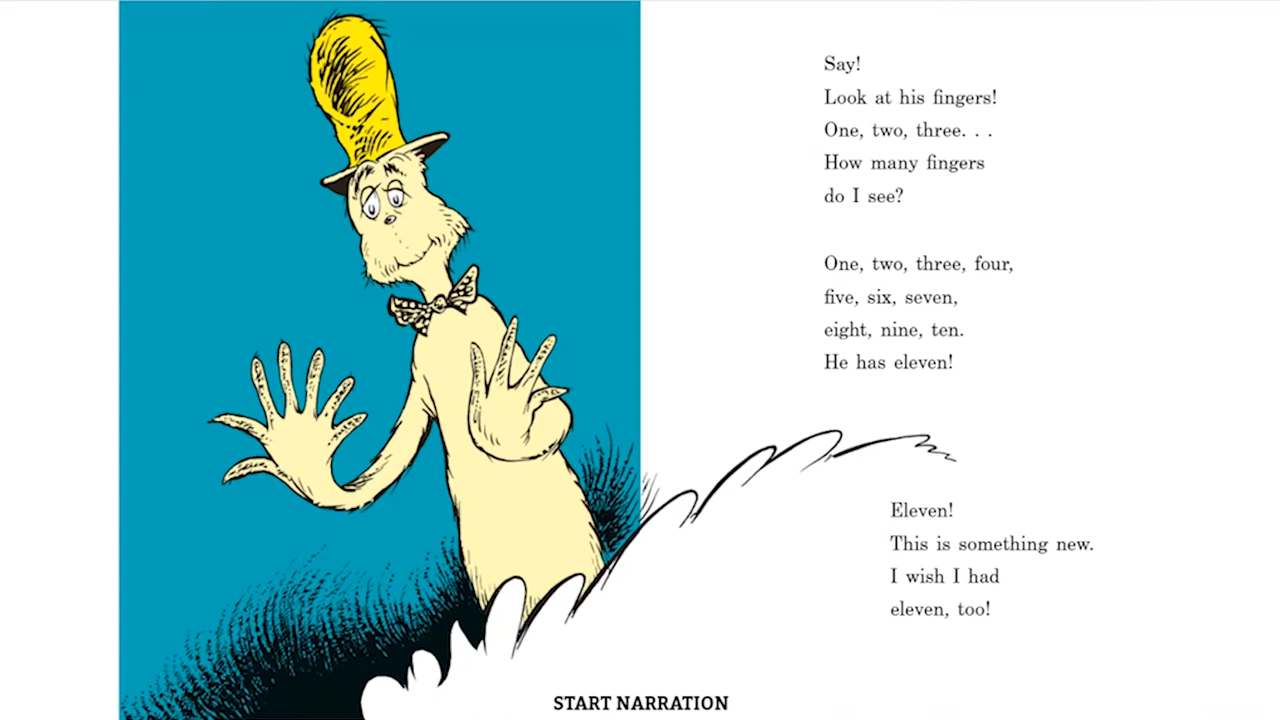 Say!
Look at his fingers!
One, two, three. . .
How many fingers
do I see?
One, two, three, four,
five, six, seven,
eight, nine, ten.
He has eleven!
Eleven!
This is something new.
I wish I had
eleven, too!
START NARRATION